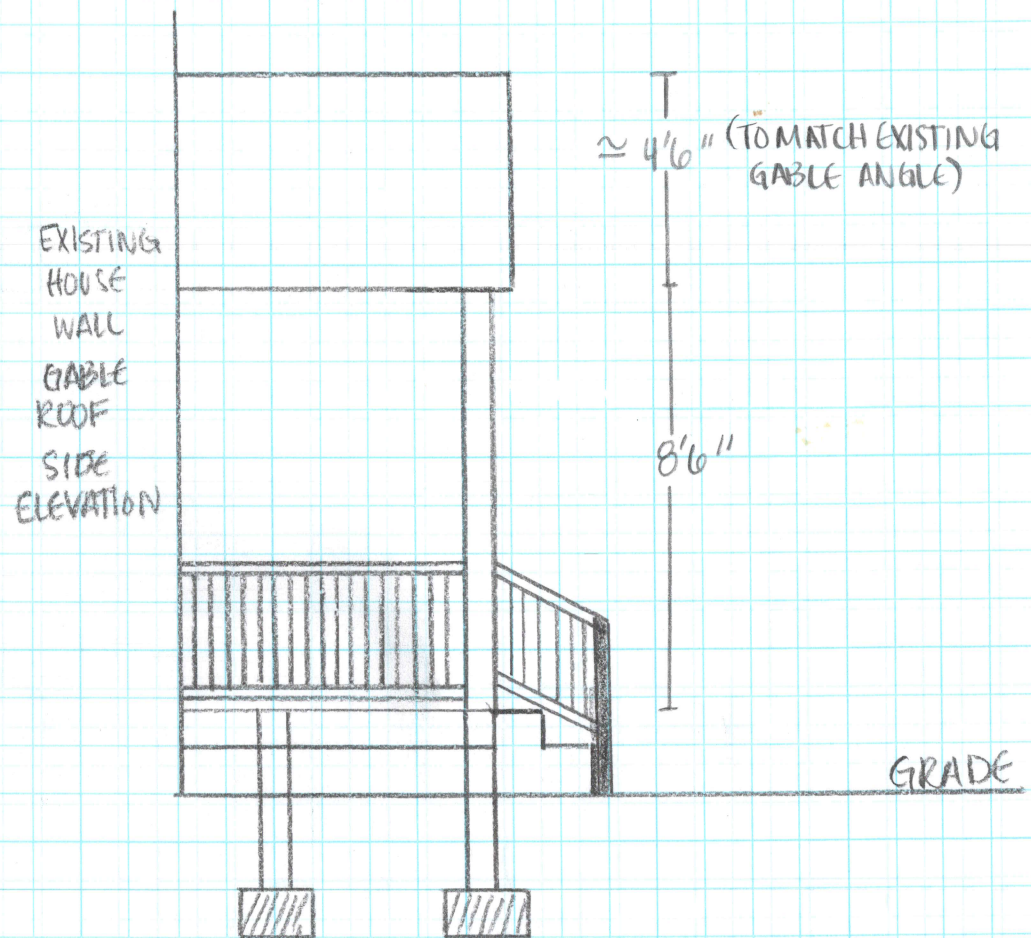 ≃ 4'6" (TO MATCH EXISTING
GABLE ANGLE)
EXISTING
HOUSE
WALL
GABLE
ROOF
SIDE
ELEVATION
8'6"
GRADE